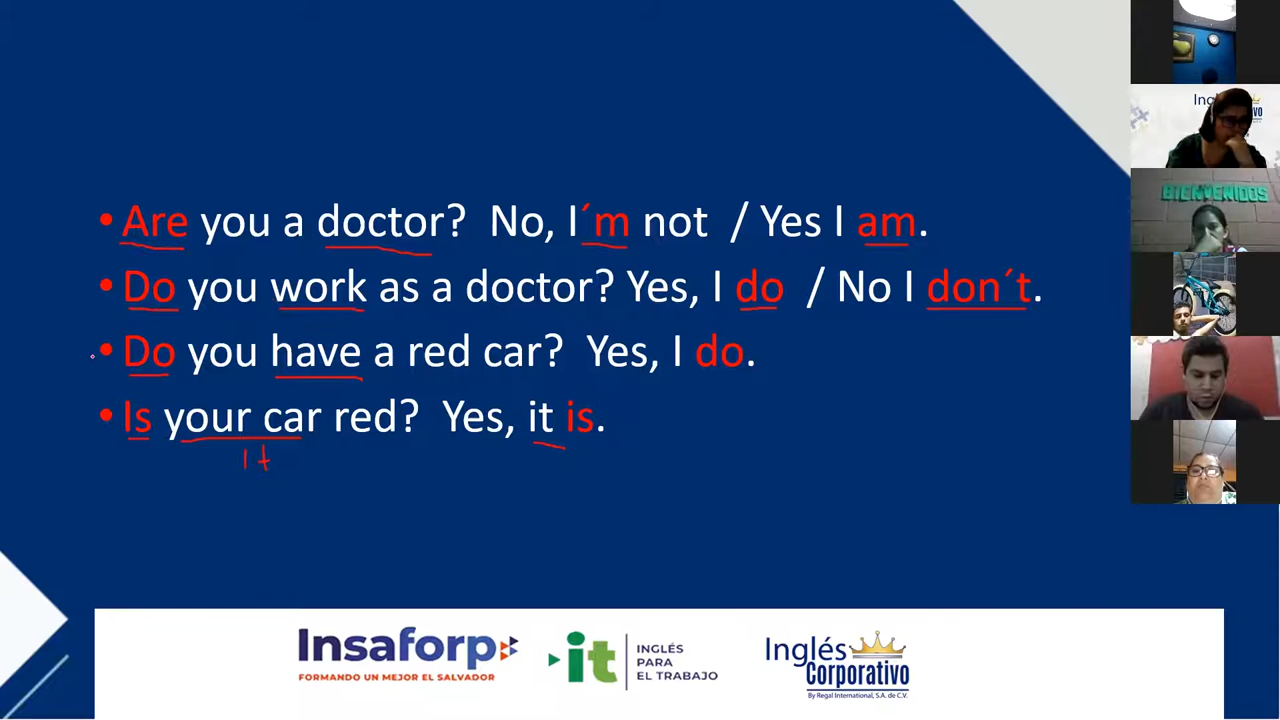 • Are you a doctor? No, I´m not / Yes I am.
• Do you work as a doctor? Yes, I do / No I don´t.
• Do you have a red car? Yes, I do.
• Is your car red? Yes, it is.
It
Insaforp
FORMANDO UN MEJOR EL SALVADOR
it
INGLÉS
PARA
EL TRABAJO
Inglés
Corporativo
By Regal International, S.A. de C.V.
BIENVENIDOS